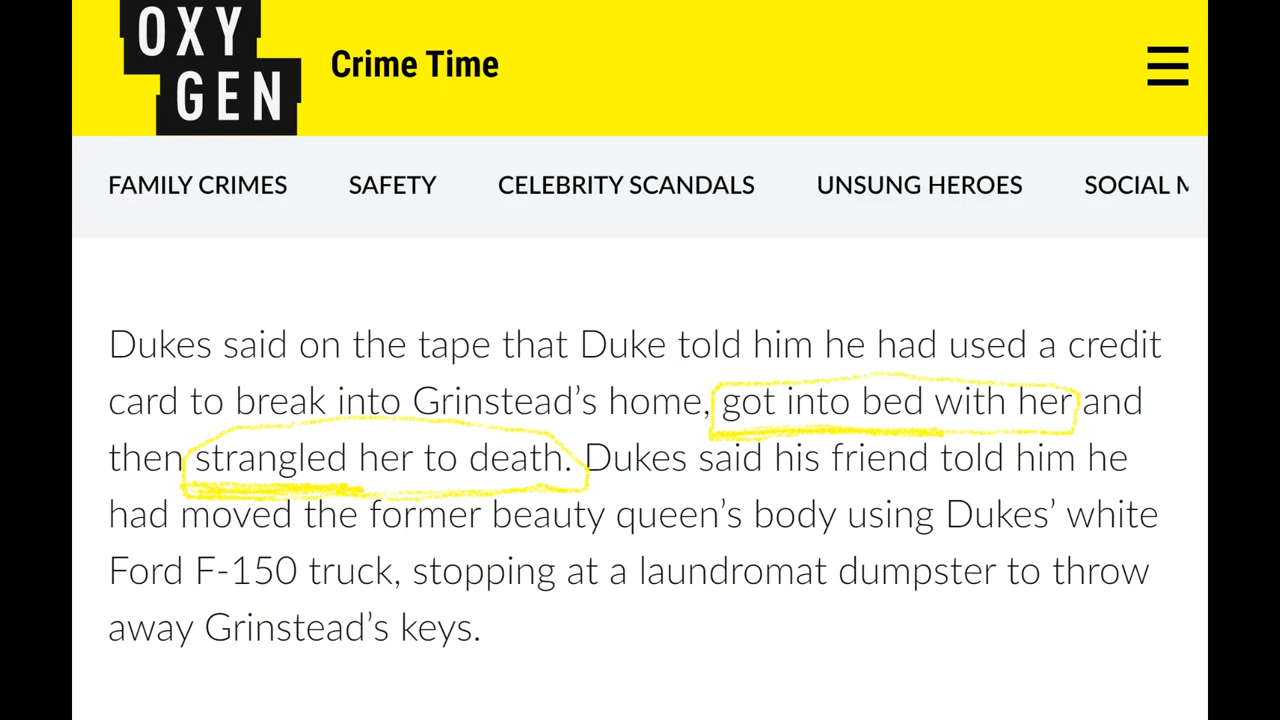 OXY
GEN
Crime Time
FAMILY CRIMES SAFETY CELEBRITY SCANDALS UNSUNG HEROES SOCIAL
Dukes said on the tape that Duke told him he had used a credit
card to break into Grinstead’s home, got into bed with her and
then strangled her to death. Dukes said his friend told him he
had moved the former beauty queen’s body using Dukes’ white
Ford F-150 truck, stopping at a laundromat dumpster to throw
away Grinstead’s keys.